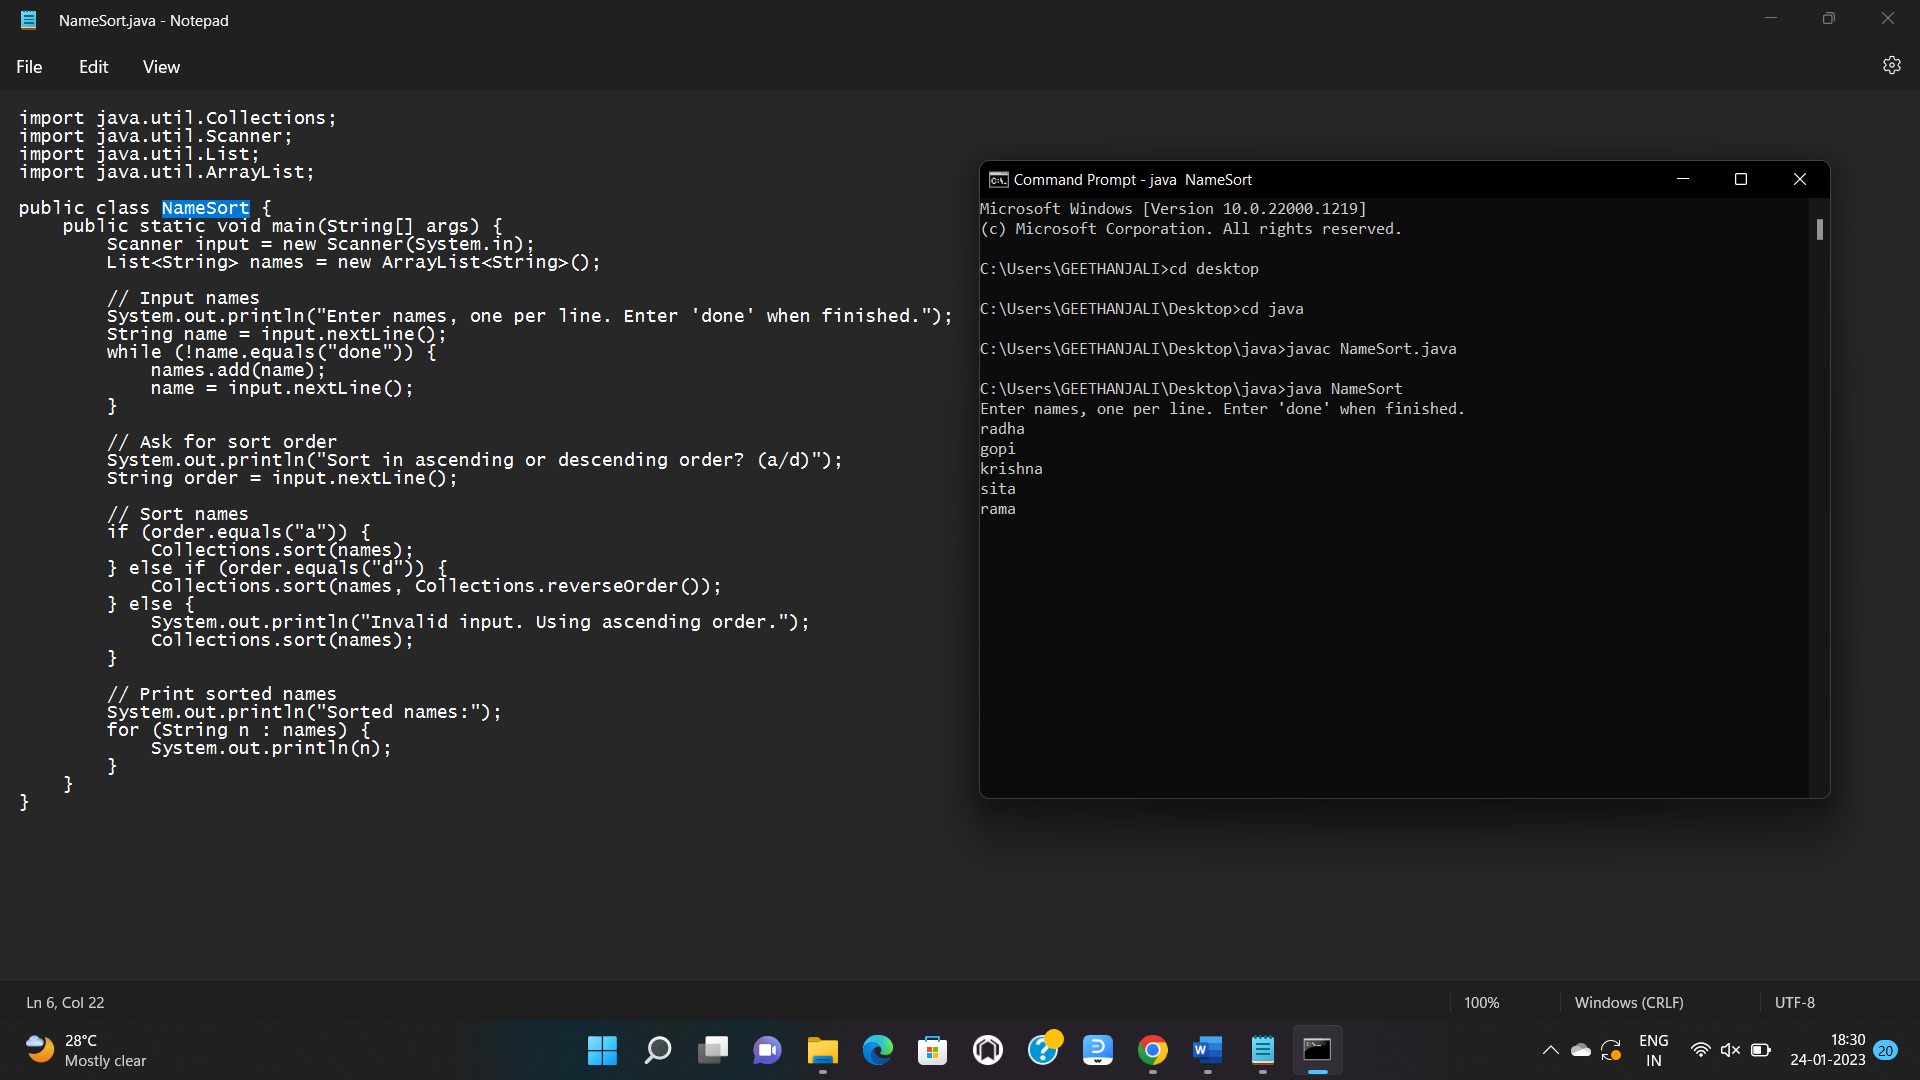 NameSort.java - Notepad
File Edit View
import java.util.Collections;
import java.util.Scanner;
import java.util.List;
import java.util.ArrayList;
public class NameSort {
    public static void main(String[] args) {
        Scanner input = new Scanner(System.in);
        List<String> names = new ArrayList<String>();
        // Input names
        System.out.println("Enter names, one per line. Enter 'done' when finished.");
        String name = input.nextLine();
        while (!name.equals("done")) {
            names.add(name);
            name = input.nextLine();
        }
        // Ask for sort order
        System.out.println("Sort in ascending or descending order? (a/d)");
        String order = input.nextLine();
        // Sort names
        if (order.equals("a")) {
            Collections.sort(names);
        } else if (order.equals("d")) {
            Collections.sort(names, Collections.reverseOrder());
        } else {
            System.out.println("Invalid input. Using ascending order.");
            Collections.sort(names);
        }
        // Print sorted names
        System.out.println("Sorted names:");
        for (String n : names) {
            System.out.println(n);
        }
    }
}
Command Prompt - java  NameSort
Microsoft Windows [Version 10.0.22000.1219]
(c) Microsoft Corporation. All rights reserved.
C:\Users\GEETHANJALI>cd desktop
C:\Users\GEETHANJALI\Desktop>cd java
C:\Users\GEETHANJALI\Desktop\java>javac NameSort.java
C:\Users\GEETHANJALI\Desktop\java>java NameSort
Enter names, one per line. Enter 'done' when finished.
radha
gopi
krishna
sita
rama
Ln 6, Col 22
100%
Windows (CRLF)
UTF-8
28°C
Mostly clear
ENG
IN
18:30
24-01-2023
20